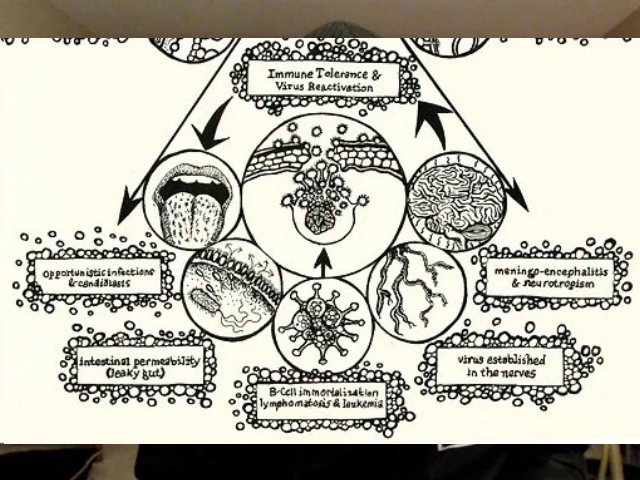 Immune Tolerance &
Virus Reactivation
opportunistic infections
& candidiasis
meningo-encephalitis
& neurotropism
intestinal permeability
(leaky gut)
virus established
in the nerves
B-Cell immortalization
lymphomatosis & leukemia